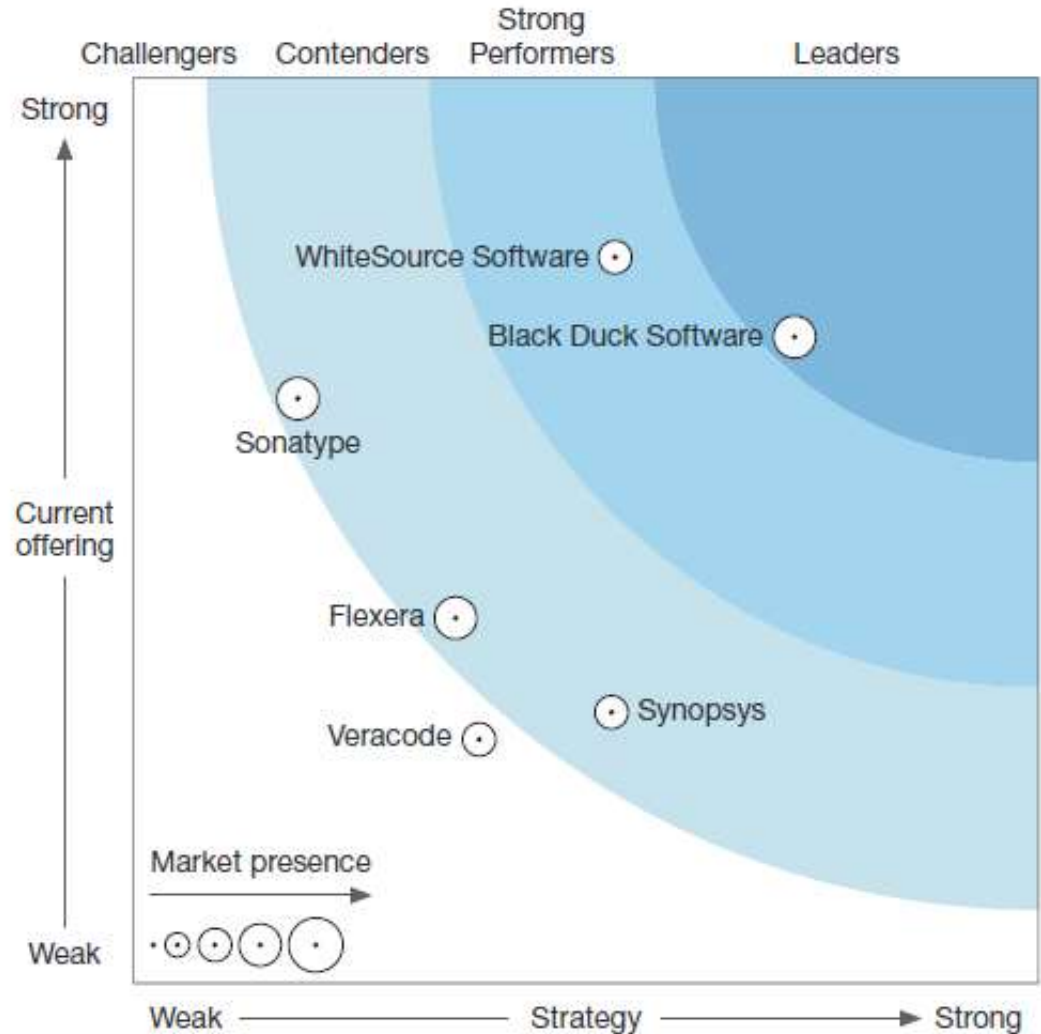 Challengers
Contenders
Strong
Performers
Leaders
Strong
WhiteSource Software
Black Duck Software
Sonatype
Current
offering
Flexera
Synopsys
Veracode
Market presence
Weak
Weak
Strategy
Strong